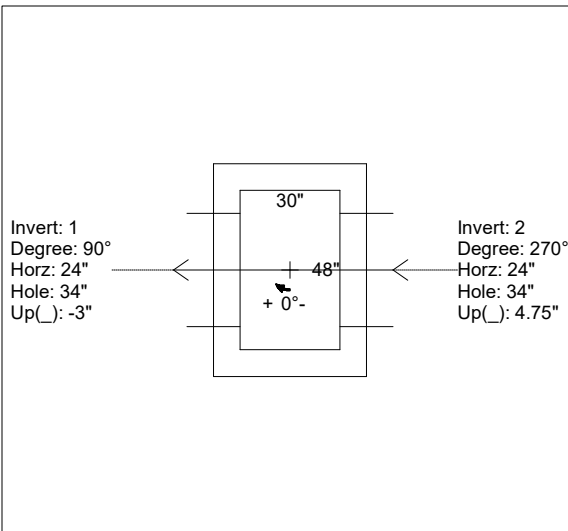 Invert: 1
Degree: 90°
Horz: 24"
Hole: 34"
Up(_): -3"
30"
48"
+ 0°-
Invert: 2
Degree: 270°
Horz: 24"
Hole: 34"
Up(_): 4.75"